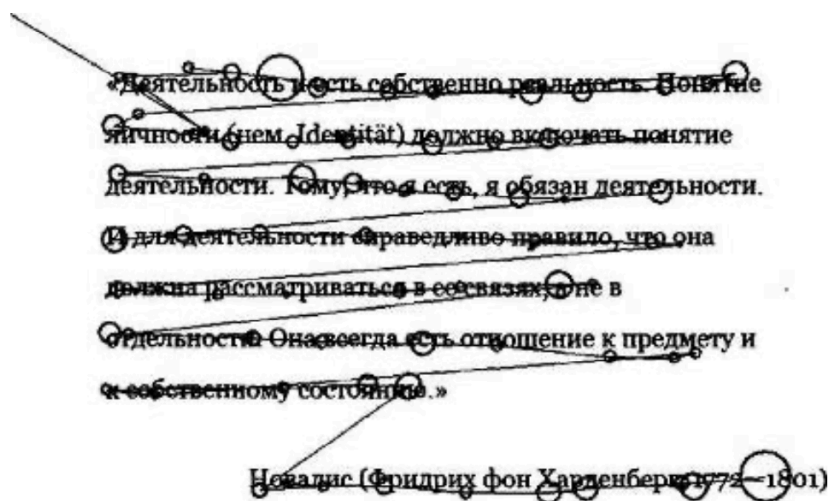 «Деятельность и есть собственно реальность. Понятие
личности (нем. Identität) должно включать понятие
деятельности. Тому, что я есть, я обязан деятельности.
И для деятельности справедливо правило, что она
должна рассматриваться в ее связях, а не в
отдельности. Она всегда есть отношение к предмету и
к собственному состоянию.»
Новалис (Фридрих фон Харденберг 1772—1801)